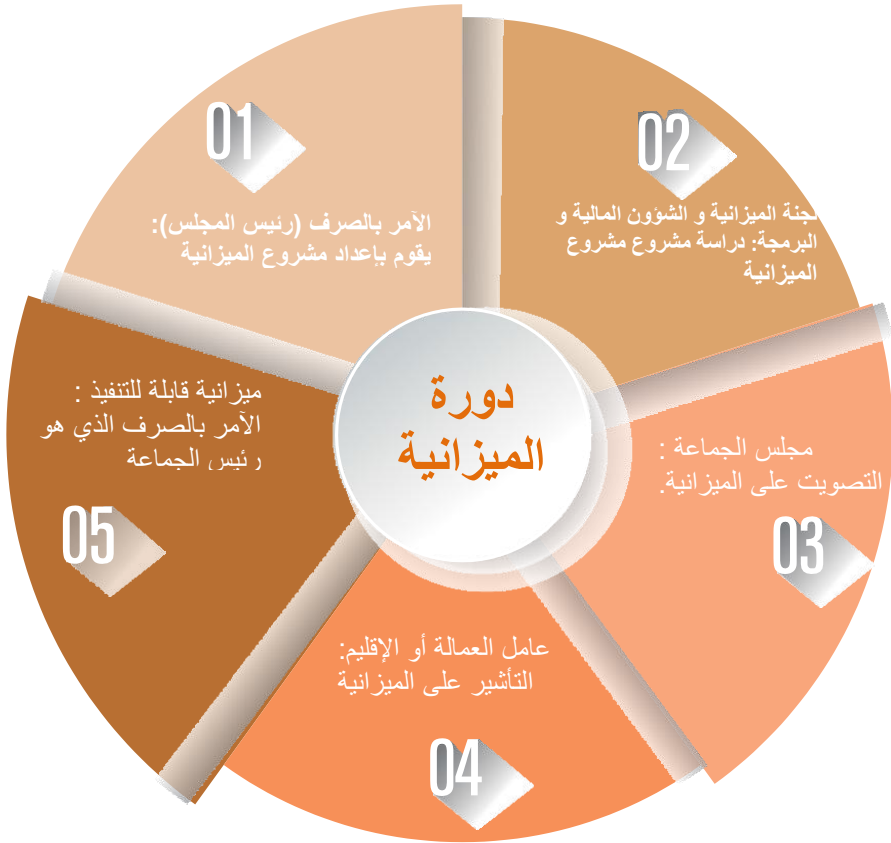 دورة
الميزانية
01
الآمر بالصرف (رئيس المجلس):
يقوم بإعداد مشروع الميزانية
02
لجنة الميزانية و الشؤون المالية و
البرمجة: دراسة مشروع مشروع
الميزانية
مجلس الجماعة :
التصويت على الميزانية.
03
عامل العمالة أو الإقليم:
التأشير على الميزانية
04
ميزانية قابلة للتنفيذ :
الآمر بالصرف الذي هو
رئيس الجماعة
05